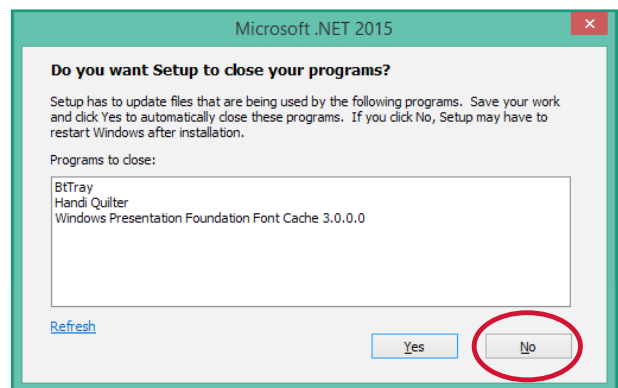 Microsoft .NET 2015
Do you want Setup to close your programs?
Setup has to update files that are being used by the following programs. Save your work
and click Yes to automatically close these programs. If you click No, Setup may have to
restart Windows after installation.
Programs to close:
BtTray
Handi Quilter
Windows Presentation Foundation Font Cache 3.0.0.0
Refresh
Yes
No